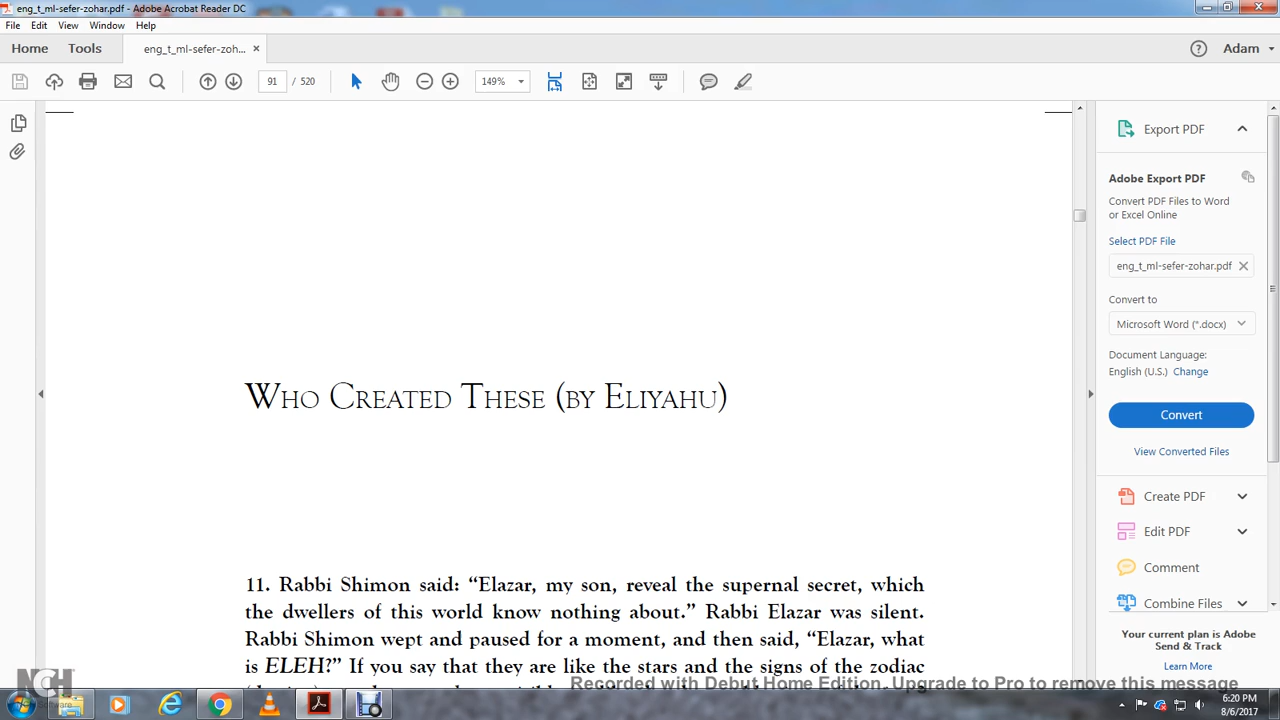 eng_t_ml-sefer-zohar.pdf - Adobe Acrobat Reader DC
File Edit View Window Help
Home Tools eng_t_ml-sefer-zoh... × Adam
91 / 520 149%
Export PDF
Adobe Export PDF
Convert PDF Files to Word
or Excel Online
Select PDF File
eng_t_ml-sefer-zohar.pdf
Convert to
Microsoft Word (*.docx)
Document Language:
English (U.S.) Change
Convert
View Converted Files
Create PDF
Edit PDF
Comment
Combine Files
Your current plan is Adobe
Send & Track
Learn More
Who Created These (by Eliyahu)
11. Rabbi Shimon said: “Elazar, my son, reveal the supernal secret, which
the dwellers of this world know nothing about.” Rabbi Elazar was silent.
Rabbi Shimon wept and paused for a moment, and then said, “Elazar, what
is ELEH?” If you say that they are like the stars and the signs of the zodiac
NCH
Software
Recorded with Debut Home Edition. Upgrade to Pro to remove this message
6:20 PM
8/6/2017